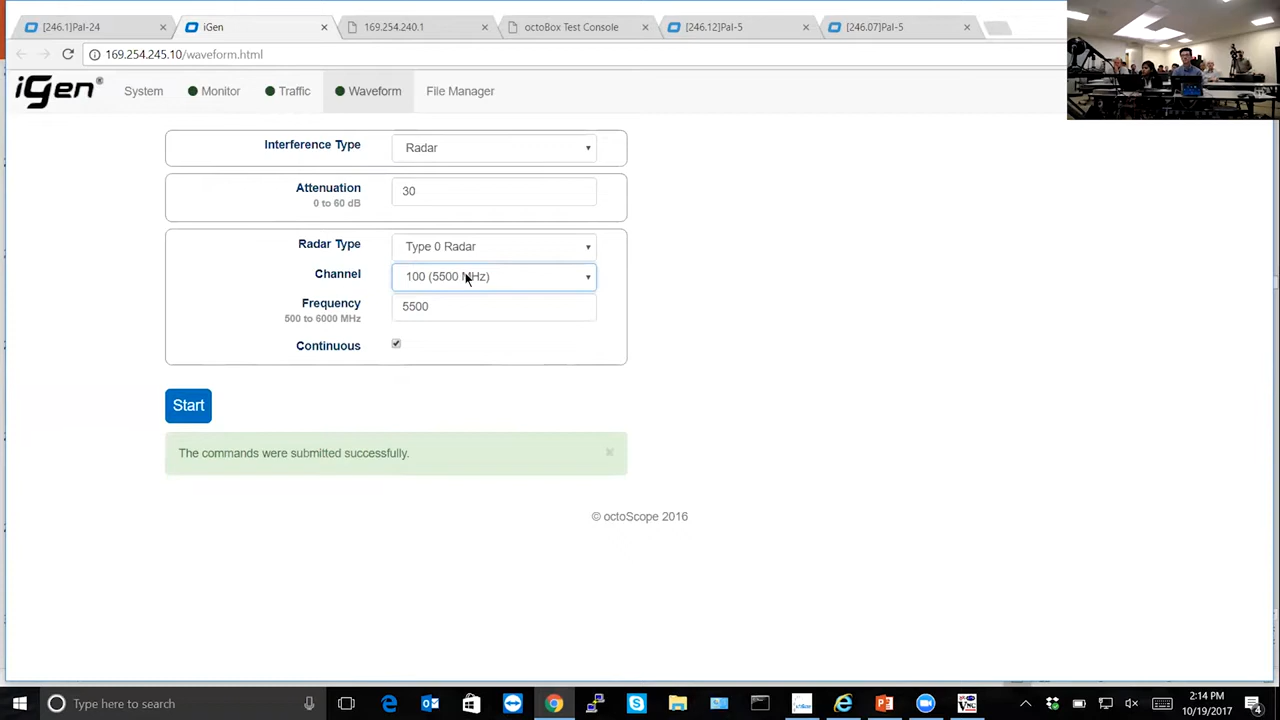 [246.1]Pal-24
iGen
169.254.240.1
octoBox Test Console
[246.12]Pal-5
[246.07]Pal-5
169.254.245.10/waveform.html
iGen®
System
Monitor
Traffic
Waveform
File Manager
Interference Type
Radar
Attenuation
30
0 to 60 dB
Radar Type
Type 0 Radar
Channel
100 (5500 MHz)
Frequency
5500
500 to 6000 MHz
Continuous
Start
The commands were submitted successfully.
© octoScope 2016
Type here to search
2:14 PM
10/19/2017